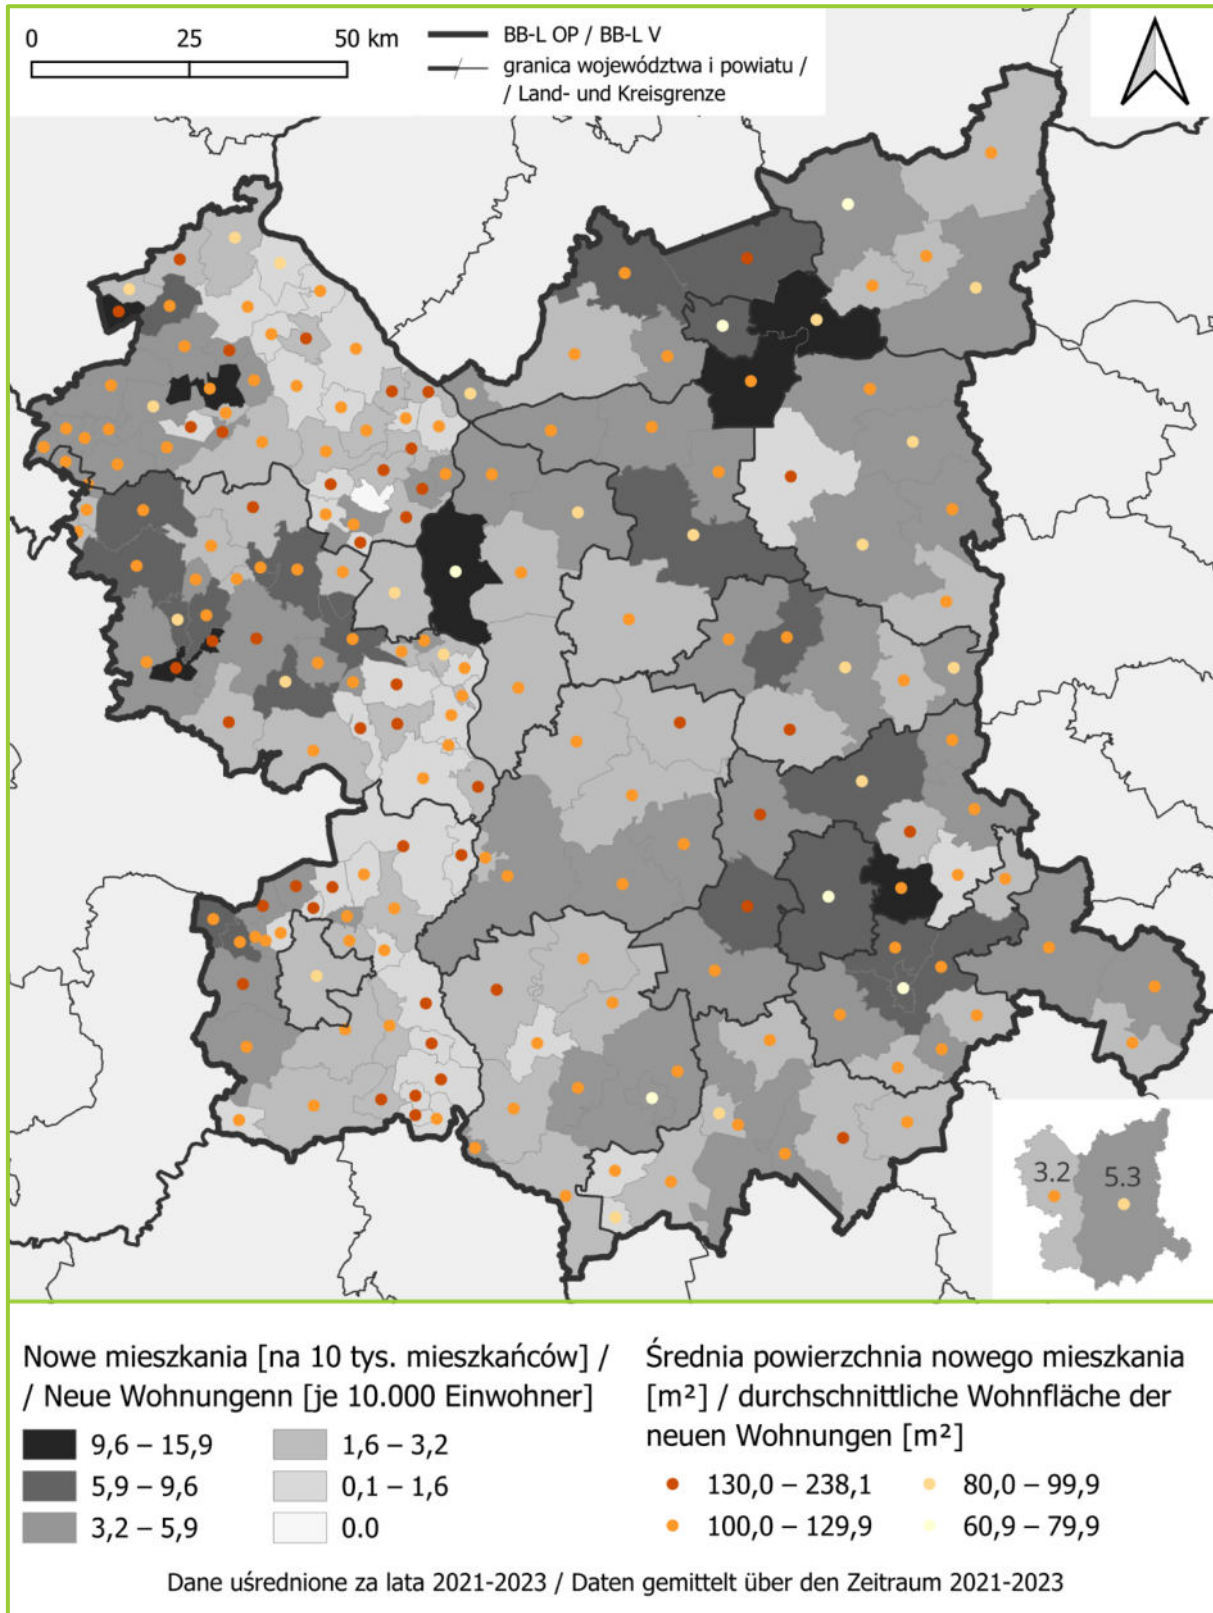 0 25 50 km
BB-L OP / BB-L V
granica województwa i powiatu /
/ Land- und Kreisgrenze
3.2 5.3
Nowe mieszkania [na 10 tys. mieszkańców] /
/ Neue Wohnungenn [je 10.000 Einwohner]
9,6 – 15,9
5,9 – 9,6
3,2 – 5,9
1,6 – 3,2
0,1 – 1,6
0.0
Średnia powierzchnia nowego mieszkania
[m²] / durchschnittliche Wohnfläche der
neuen Wohnungen [m²]
130,0 – 238,1
100,0 – 129,9
80,0 – 99,9
60,9 – 79,9
Dane uśrednione za lata 2021-2023 / Daten gemittelt über den Zeitraum 2021-2023